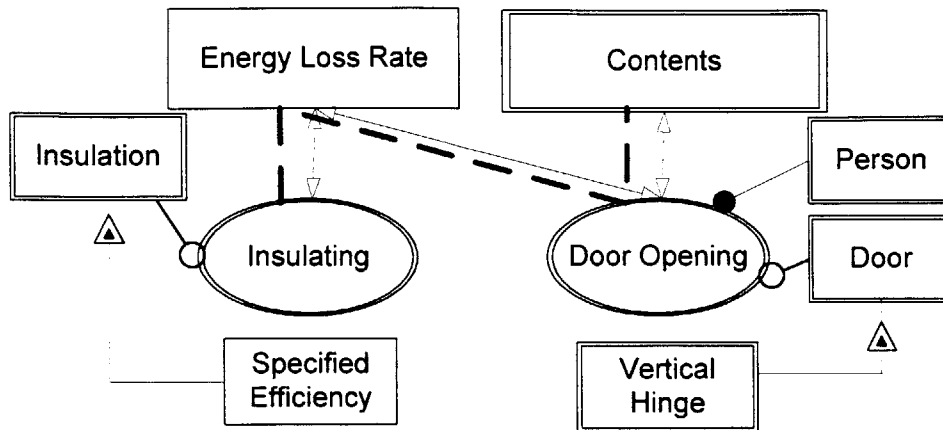 Energy Loss Rate
Contents
Insulation
Person
Insulating
Door Opening
Door
Specified
Efficiency
Vertical
Hinge